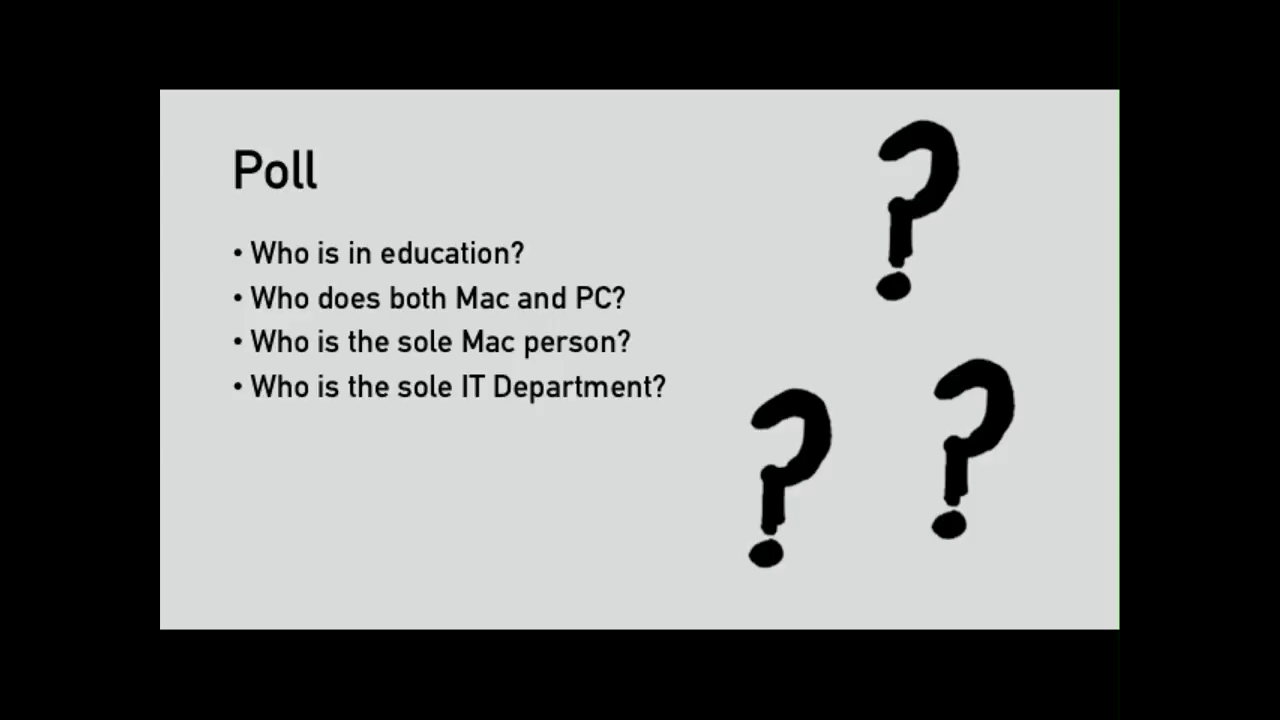 Poll
• Who is in education?
• Who does both Mac and PC?
• Who is the sole Mac person?
• Who is the sole IT Department?
?
?
?